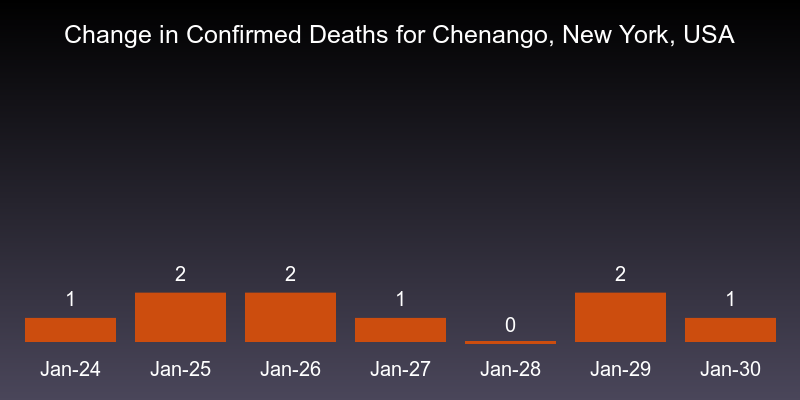 Change in Confirmed Deaths for Chenango, New York, USA
1 2 2 1 0 2 1
Jan-24 Jan-25 Jan-26 Jan-27 Jan-28 Jan-29 Jan-30